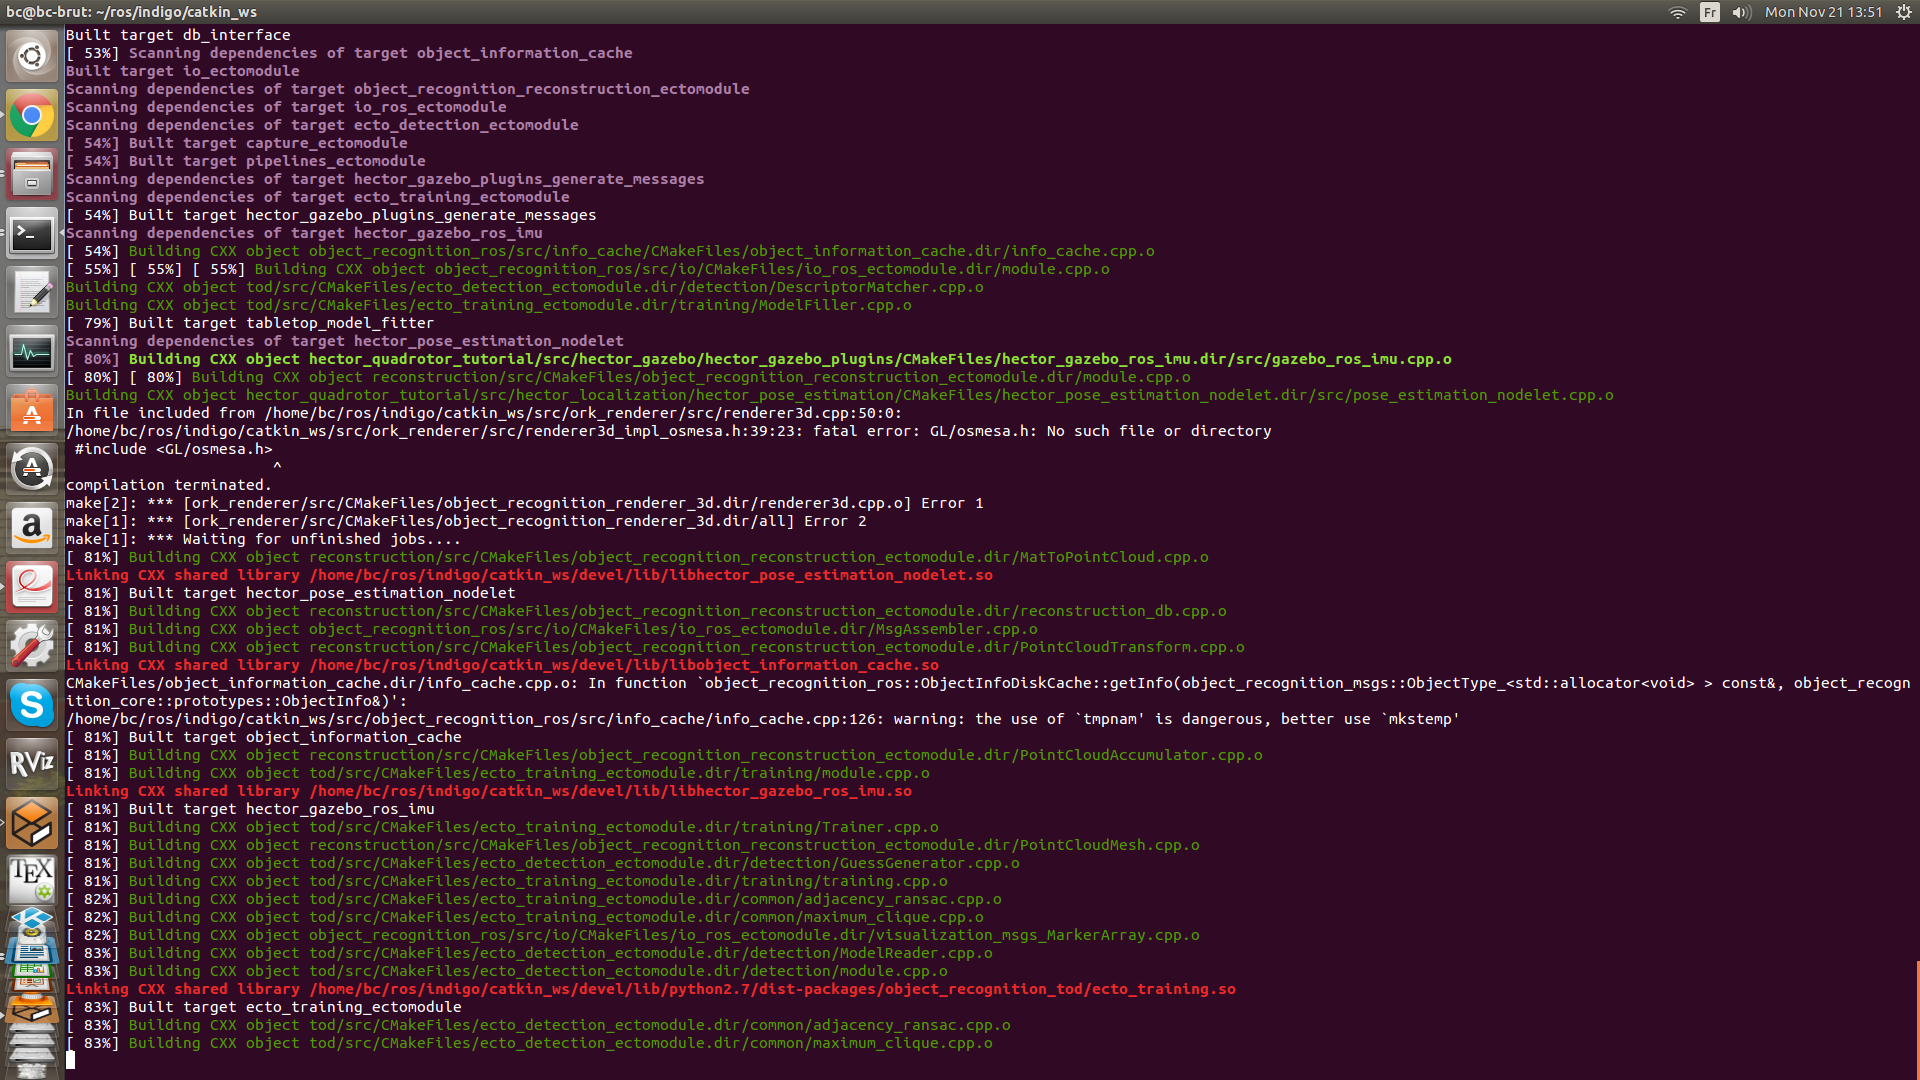 bc@bc-brut: ~/ros/indigo/catkin_ws
Fr
Mon Nov 21 13:51
Built target db_interface
[ 53%] Scanning dependencies of target object_information_cache
Built target io_ectomodule
Scanning dependencies of target object_recognition_reconstruction_ectomodule
Scanning dependencies of target io_ros_ectomodule
Scanning dependencies of target ecto_detection_ectomodule
[ 54%] Built target capture_ectomodule
[ 54%] Built target pipelines_ectomodule
Scanning dependencies of target hector_gazebo_plugins_generate_messages
Scanning dependencies of target ecto_training_ectomodule
[ 54%] Built target hector_gazebo_plugins_generate_messages
Scanning dependencies of target hector_gazebo_ros_imu
[ 54%] Building CXX object object_recognition_ros/src/info_cache/CMakeFiles/object_information_cache.dir/info_cache.cpp.o
[ 55%] [ 55%] [ 55%] Building CXX object object_recognition_ros/src/io/CMakeFiles/io_ros_ectomodule.dir/module.cpp.o
Building CXX object tod/src/CMakeFiles/ecto_detection_ectomodule.dir/detection/DescriptorMatcher.cpp.o
Building CXX object tod/src/CMakeFiles/ecto_training_ectomodule.dir/training/ModelFiller.cpp.o
[ 79%] Built target tabletop_model_fitter
Scanning dependencies of target hector_pose_estimation_nodelet
[ 80%] Building CXX object hector_quadrotor_tutorial/src/hector_gazebo/hector_gazebo_plugins/CMakeFiles/hector_gazebo_ros_imu.dir/src/gazebo_ros_imu.cpp.o
[ 80%] [ 80%] Building CXX object reconstruction/src/CMakeFiles/object_recognition_reconstruction_ectomodule.dir/module.cpp.o
Building CXX object hector_quadrotor_tutorial/src/hector_localization/hector_pose_estimation/CMakeFiles/hector_pose_estimation_nodelet.dir/src/pose_estimation_nodelet.cpp.o
In file included from /home/bc/ros/indigo/catkin_ws/src/ork_renderer/src/renderer3d.cpp:50:0:
/home/bc/ros/indigo/catkin_ws/src/ork_renderer/src/renderer3d_impl_osmesa.h:39:23: fatal error: GL/osmesa.h: No such file or directory
 #include <GL/osmesa.h>
                       ^
compilation terminated.
make[2]: *** [ork_renderer/src/CMakeFiles/object_recognition_renderer_3d.dir/renderer3d.cpp.o] Error 1
make[1]: *** [ork_renderer/src/CMakeFiles/object_recognition_renderer_3d.dir/all] Error 2
make[1]: *** Waiting for unfinished jobs....
[ 81%] Building CXX object reconstruction/src/CMakeFiles/object_recognition_reconstruction_ectomodule.dir/MatToPointCloud.cpp.o
Linking CXX shared library /home/bc/ros/indigo/catkin_ws/devel/lib/libhector_pose_estimation_nodelet.so
[ 81%] Built target hector_pose_estimation_nodelet
[ 81%] Building CXX object reconstruction/src/CMakeFiles/object_recognition_reconstruction_ectomodule.dir/reconstruction_db.cpp.o
[ 81%] Building CXX object object_recognition_ros/src/io/CMakeFiles/io_ros_ectomodule.dir/MsgAssembler.cpp.o
[ 81%] Building CXX object reconstruction/src/CMakeFiles/object_recognition_reconstruction_ectomodule.dir/PointCloudTransform.cpp.o
Linking CXX shared library /home/bc/ros/indigo/catkin_ws/devel/lib/libobject_information_cache.so
CMakeFiles/object_information_cache.dir/info_cache.cpp.o: In function `object_recognition_ros::ObjectInfoDiskCache::getInfo(object_recognition_msgs::ObjectType_<std::allocator<void> > const&, object_recogn
ition_core::prototypes::ObjectInfo&)':
/home/bc/ros/indigo/catkin_ws/src/object_recognition_ros/src/info_cache/info_cache.cpp:126: warning: the use of `tmpnam' is dangerous, better use `mkstemp'
[ 81%] Built target object_information_cache
[ 81%] Building CXX object reconstruction/src/CMakeFiles/object_recognition_reconstruction_ectomodule.dir/PointCloudAccumulator.cpp.o
[ 81%] Building CXX object tod/src/CMakeFiles/ecto_training_ectomodule.dir/training/module.cpp.o
Linking CXX shared library /home/bc/ros/indigo/catkin_ws/devel/lib/libhector_gazebo_ros_imu.so
[ 81%] Built target hector_gazebo_ros_imu
[ 81%] Building CXX object tod/src/CMakeFiles/ecto_training_ectomodule.dir/training/Trainer.cpp.o
[ 81%] Building CXX object reconstruction/src/CMakeFiles/object_recognition_reconstruction_ectomodule.dir/PointCloudMesh.cpp.o
[ 81%] Building CXX object tod/src/CMakeFiles/ecto_detection_ectomodule.dir/detection/GuessGenerator.cpp.o
[ 81%] Building CXX object tod/src/CMakeFiles/ecto_training_ectomodule.dir/training/training.cpp.o
[ 82%] Building CXX object tod/src/CMakeFiles/ecto_training_ectomodule.dir/common/adjacency_ransac.cpp.o
[ 82%] Building CXX object tod/src/CMakeFiles/ecto_training_ectomodule.dir/common/maximum_clique.cpp.o
[ 82%] Building CXX object object_recognition_ros/src/io/CMakeFiles/io_ros_ectomodule.dir/visualization_msgs_MarkerArray.cpp.o
[ 83%] Building CXX object tod/src/CMakeFiles/ecto_detection_ectomodule.dir/detection/ModelReader.cpp.o
[ 83%] Building CXX object tod/src/CMakeFiles/ecto_detection_ectomodule.dir/detection/module.cpp.o
Linking CXX shared library /home/bc/ros/indigo/catkin_ws/devel/lib/python2.7/dist-packages/object_recognition_tod/ecto_training.so
[ 83%] Built target ecto_training_ectomodule
[ 83%] Building CXX object tod/src/CMakeFiles/ecto_detection_ectomodule.dir/common/adjacency_ransac.cpp.o
[ 83%] Building CXX object tod/src/CMakeFiles/ecto_detection_ectomodule.dir/common/maximum_clique.cpp.o
a
S
RViz
TEX